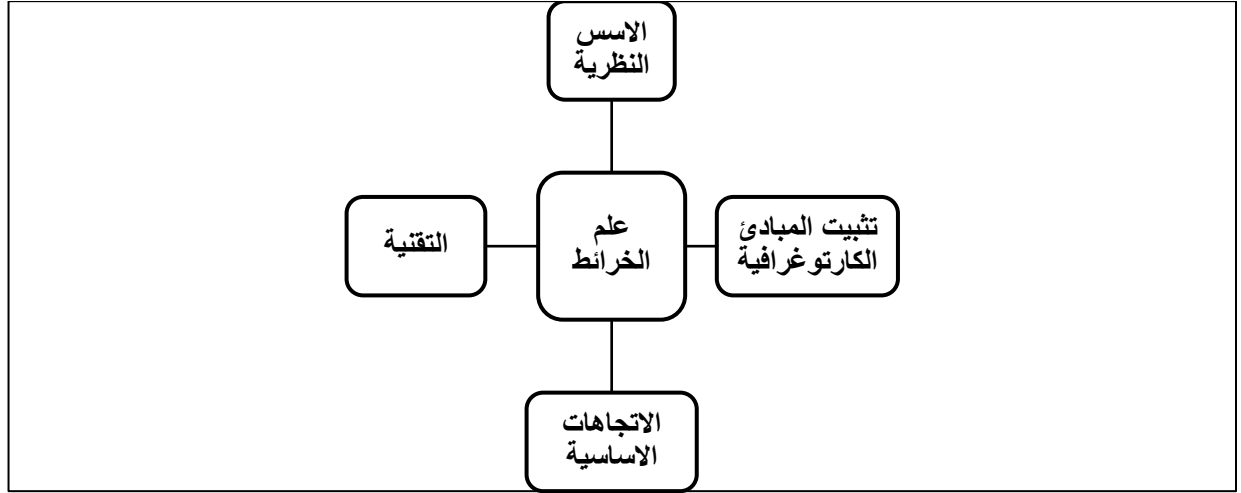 الاسس
النظرية
تثبيت المبادئ
الكارتوغرافية
علم
الخرائط
التقنية
الاتجاهات
الاساسية